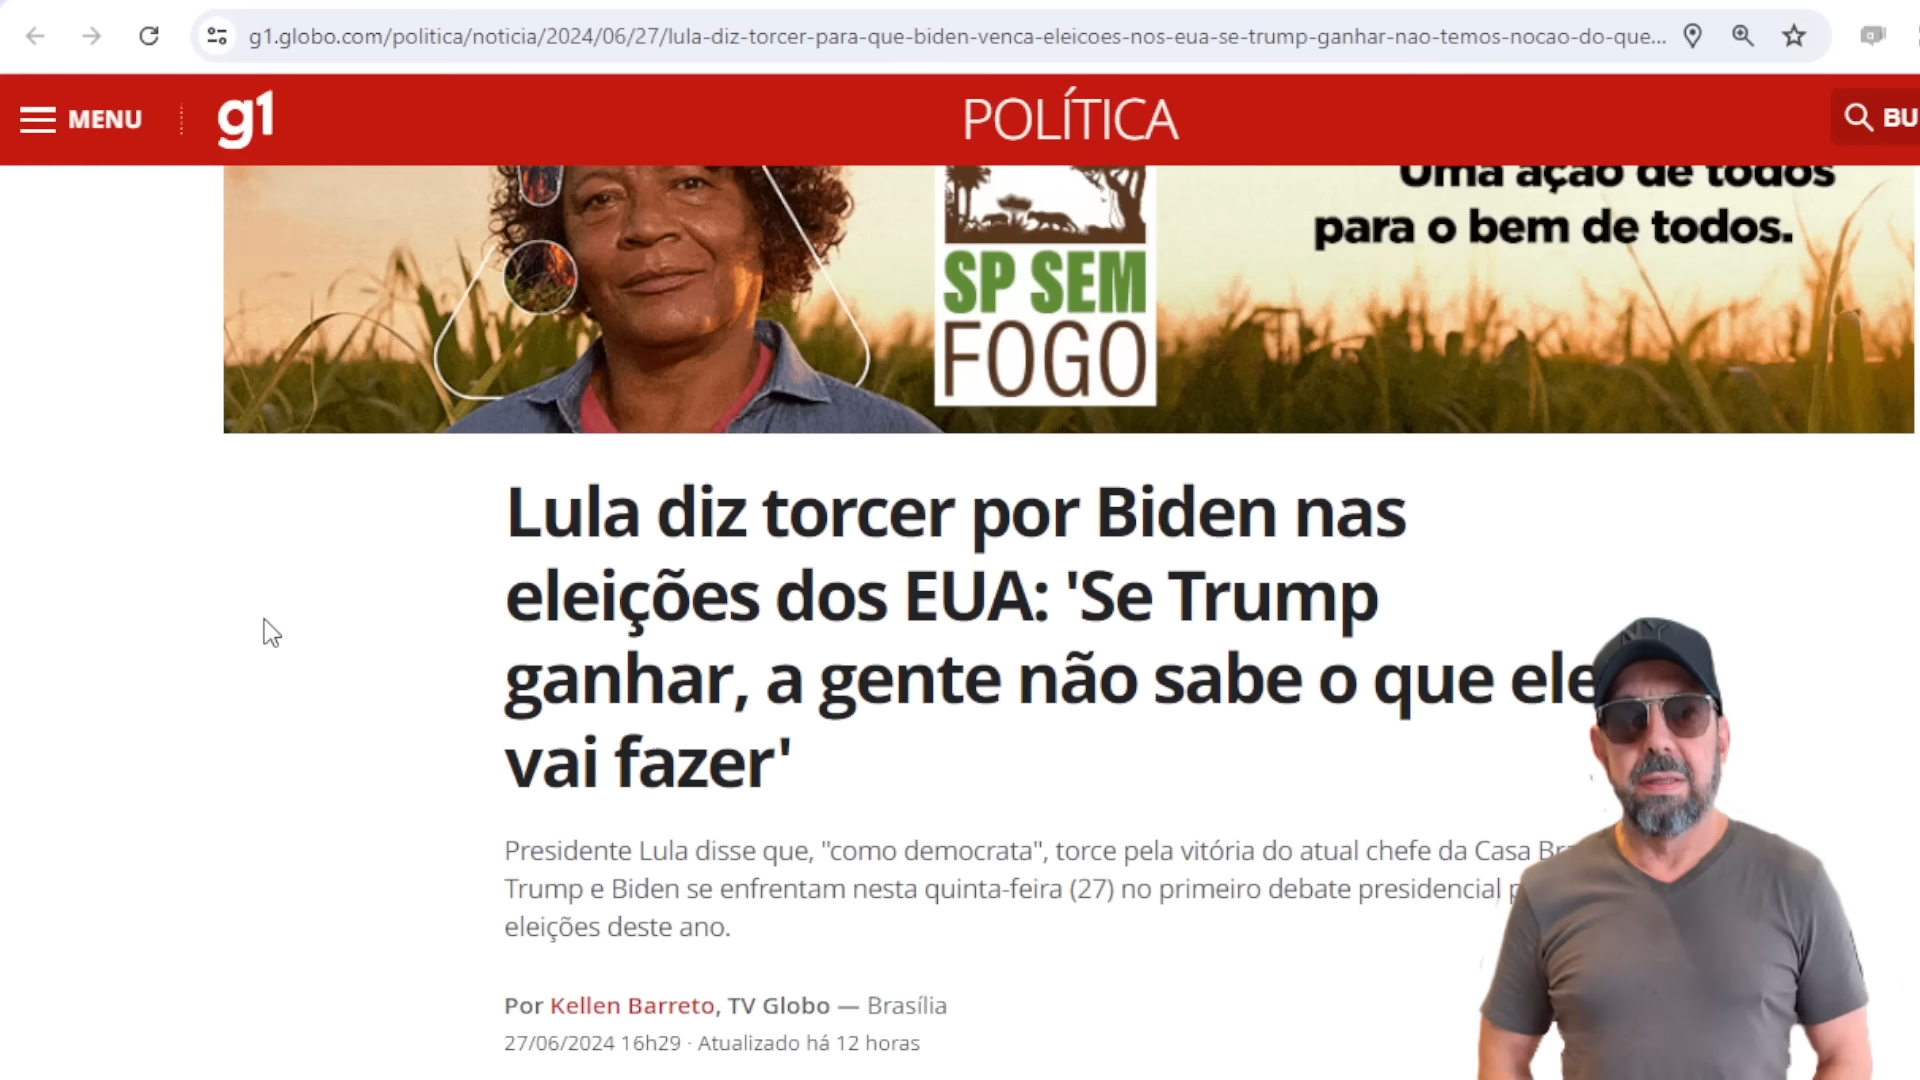 g1.globo.com/politica/noticia/2024/06/27/lula-diz-torcer-para-que-biden-venca-eleicoes-nos-eua-se-trump-ganhar-nao-temos-nocao-do-que...
MENU
g1
POLÍTICA
BU
Uma ação de todos
para o bem de todos.
SP SEM
FOGO
Lula diz torcer por Biden nas
eleições dos EUA: 'Se Trump
ganhar, a gente não sabe o que ele
vai fazer'
Presidente Lula disse que, "como democrata", torce pela vitória do atual chefe da Casa
Trump e Biden se enfrentam nesta quinta-feira (27) no primeiro debate presidencial
eleições deste ano.
Por Kellen Barreto, TV Globo — Brasília
27/06/2024 16h29 · Atualizado há 12 horas